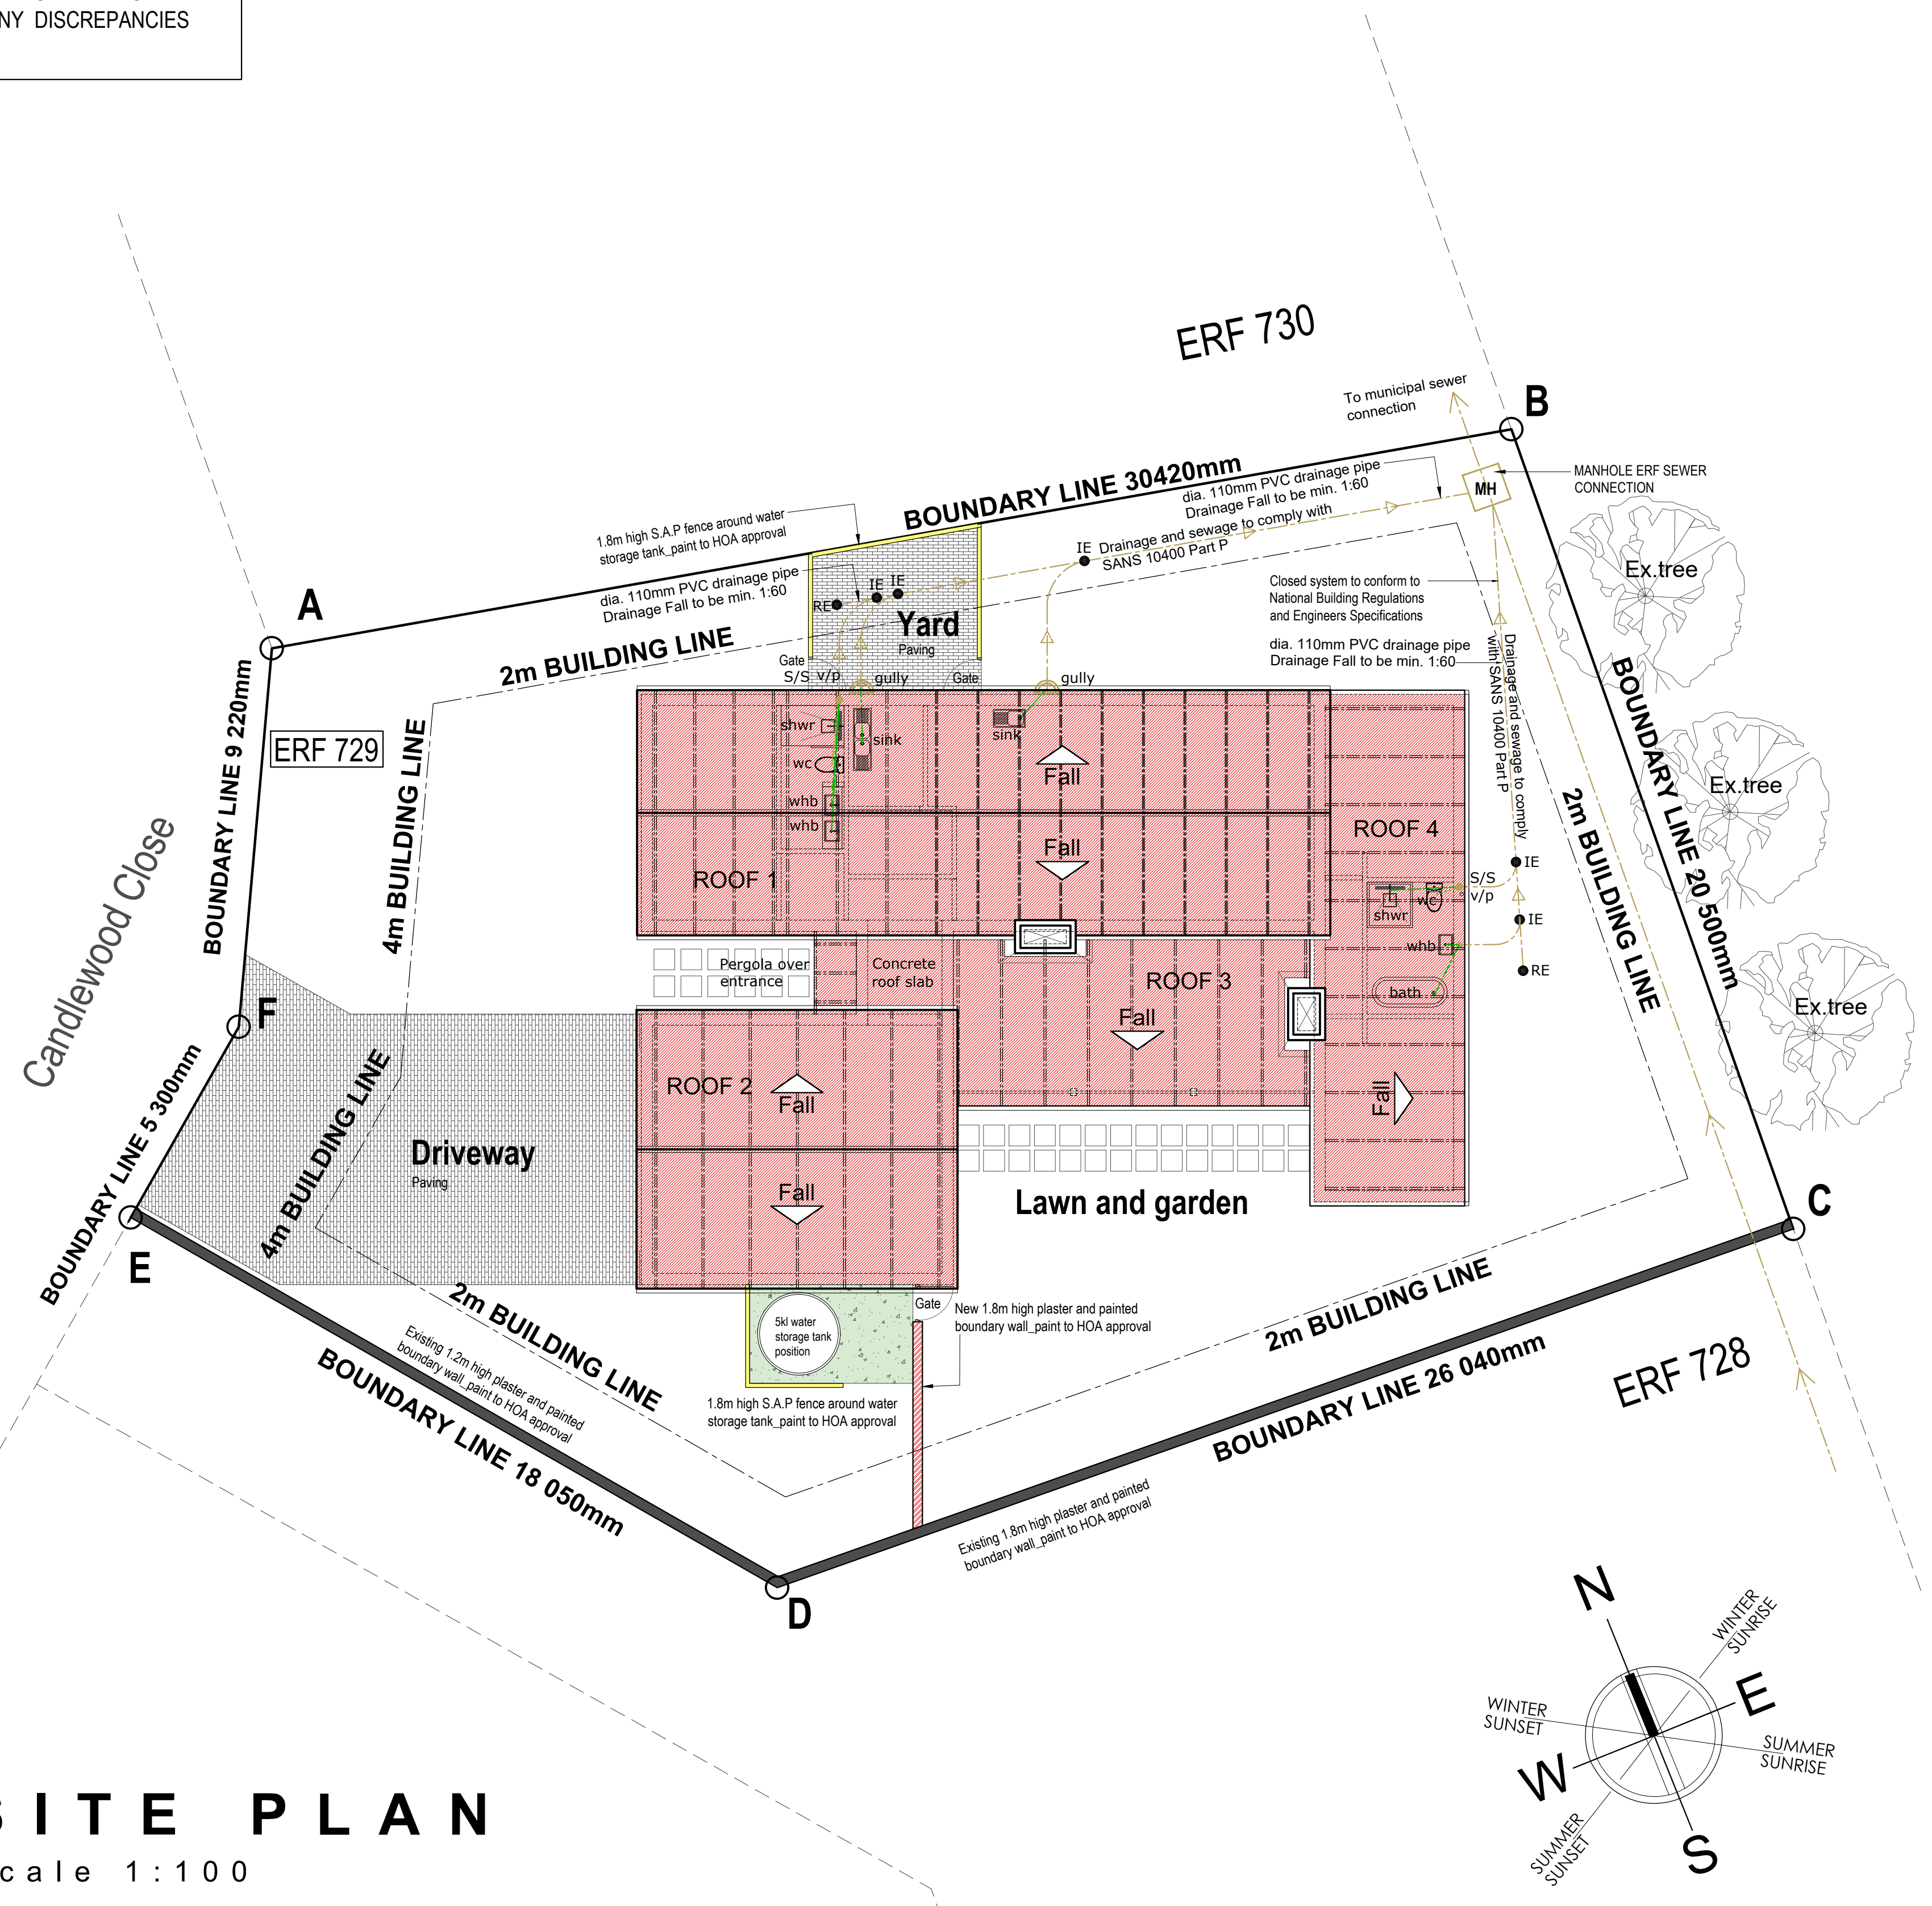 NY DISCREPANCIES
ERF 730
To municipal sewer
connection
B
MANHOLE ERF SEWER
CONNECTION
MH
BOUNDARY LINE 30420mm
dia. 110mm PVC drainage pipe
Drainage Fall to be min. 1:60
1.8m high S.A.P fence around water
storage tank_paint to HOA approval
IE
Drainage and sewage to comply with
SANS 10400 Part P
Ex.tree
A
dia. 110mm PVC drainage pipe
Drainage Fall to be min. 1:60
RE
IE
IE
Yard
Paving
Closed system to conform to
National Building Regulations
and Engineers Specifications
dia. 110mm PVC drainage pipe
Drainage Fall to be min. 1:60
Drainage and sewage to comply
with SANS 10400 Part P
2m BUILDING LINE
Gate
S/S
v/p
gully
Gate
gully
BOUNDARY LINE 9 220mm
ERF 729
4m BUILDING LINE
shwr
sink
sink
wc
whb
whb
Fall
Fall
ROOF 1
ROOF 4
Ex.tree
BOUNDARY LINE 20 500mm
2m BUILDING LINE
IE
S/S
v/p
wc
shwr
IE
whb
RE
bath
Candlewood Close
Pergola over
entrance
Concrete
roof slab
ROOF 3
Fall
Ex.tree
F
ROOF 2
Fall
Fall
Fall
BOUNDARY LINE 5 300mm
4m BUILDING LINE
Driveway
Paving
Lawn and garden
C
E
2m BUILDING LINE
Existing 1.2m high plaster and painted
boundary wall_paint to HOA approval
BOUNDARY LINE 18 050mm
5kl water
storage tank
position
Gate
New 1.8m high plaster and painted
boundary wall_paint to HOA approval
1.8m high S.A.P fence around water
storage tank_paint to HOA approval
2m BUILDING LINE
BOUNDARY LINE 26 040mm
ERF 728
Existing 1.8m high plaster and painted
boundary wall_paint to HOA approval
D
N
WINTER
SUNRISE
E
WINTER
SUNSET
SUMMER
SUNRISE
W
SUMMER
SUNSET
S
SITE PLAN
cale 1:100